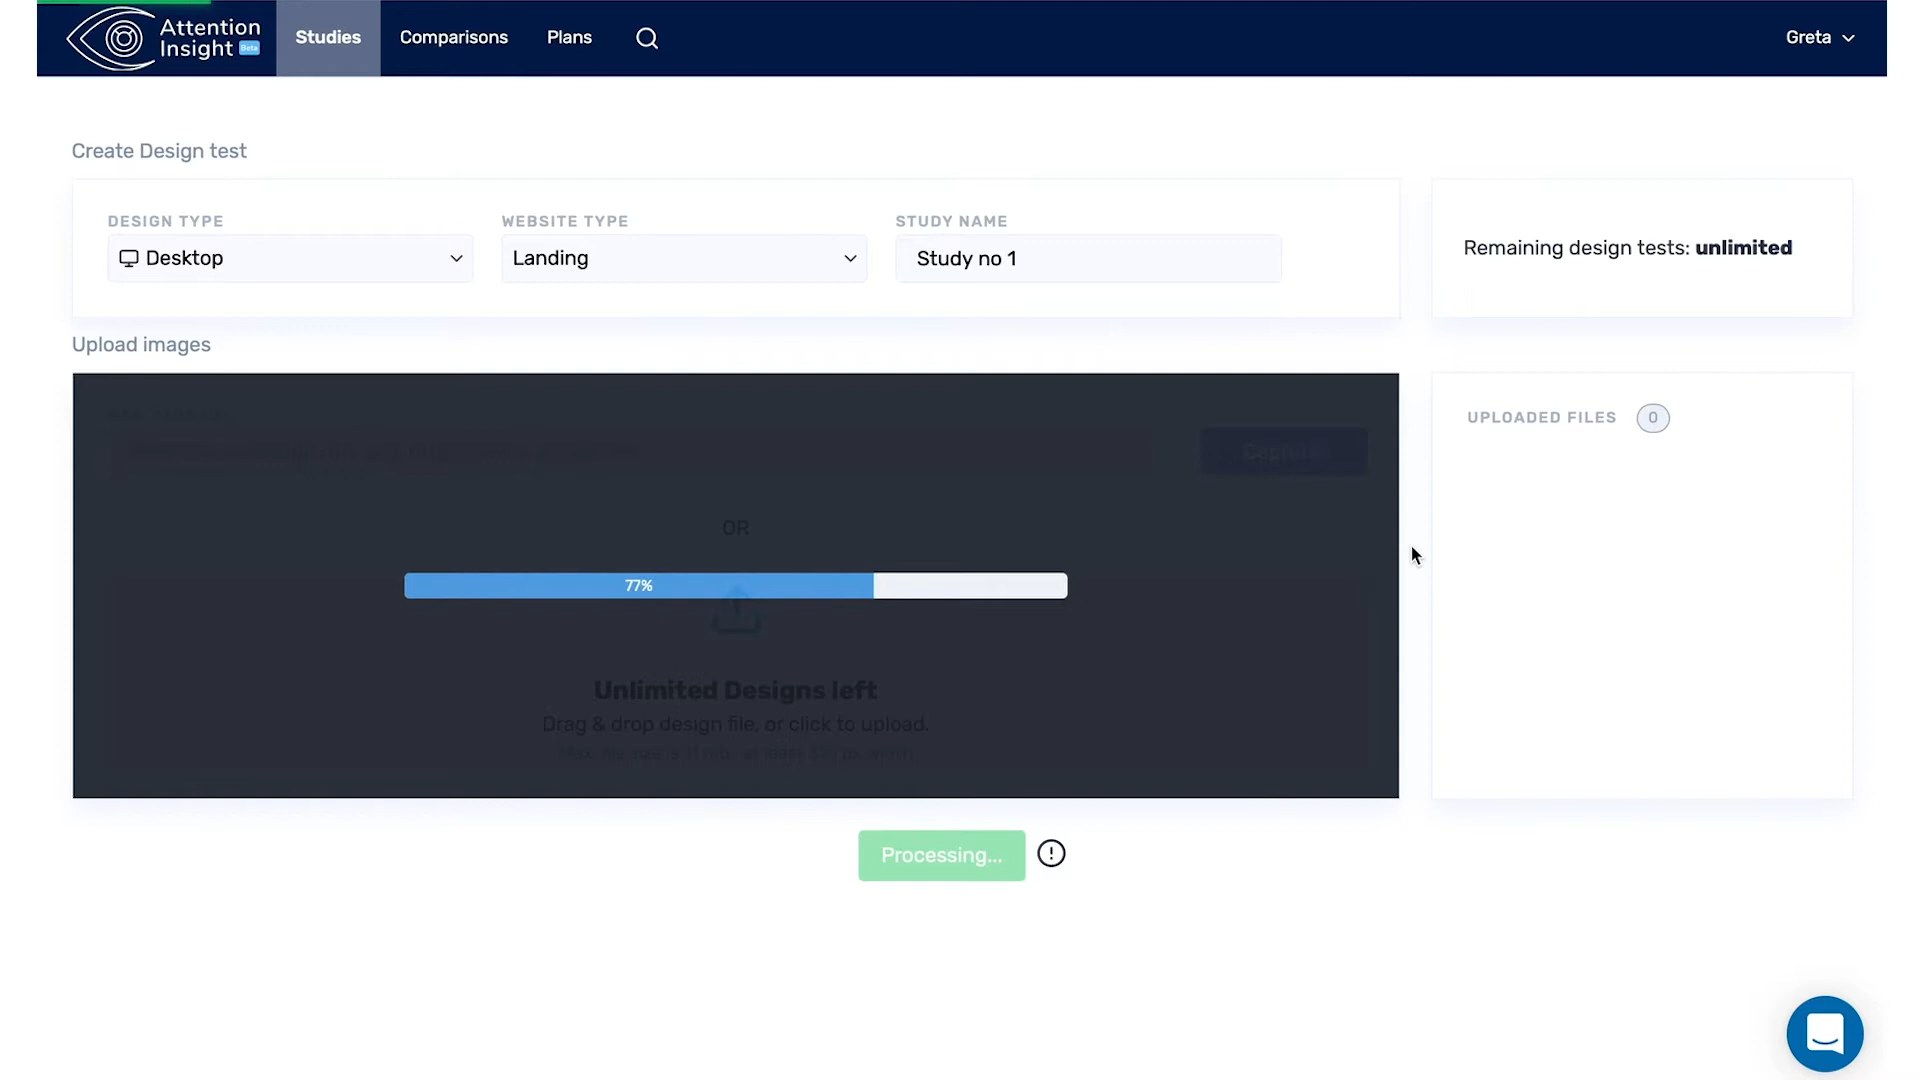 Attention
Insight Beta
Studies
Comparisons
Plans
Greta
Create Design test
DESIGN TYPE
WEBSITE TYPE
STUDY NAME
Desktop
Landing
Study no 1
Remaining design tests: unlimited
Upload images
UPLOADED FILES 0
OR
77%
Unlimited Designs left
Drag & drop design file, or click to upload.
Processing...